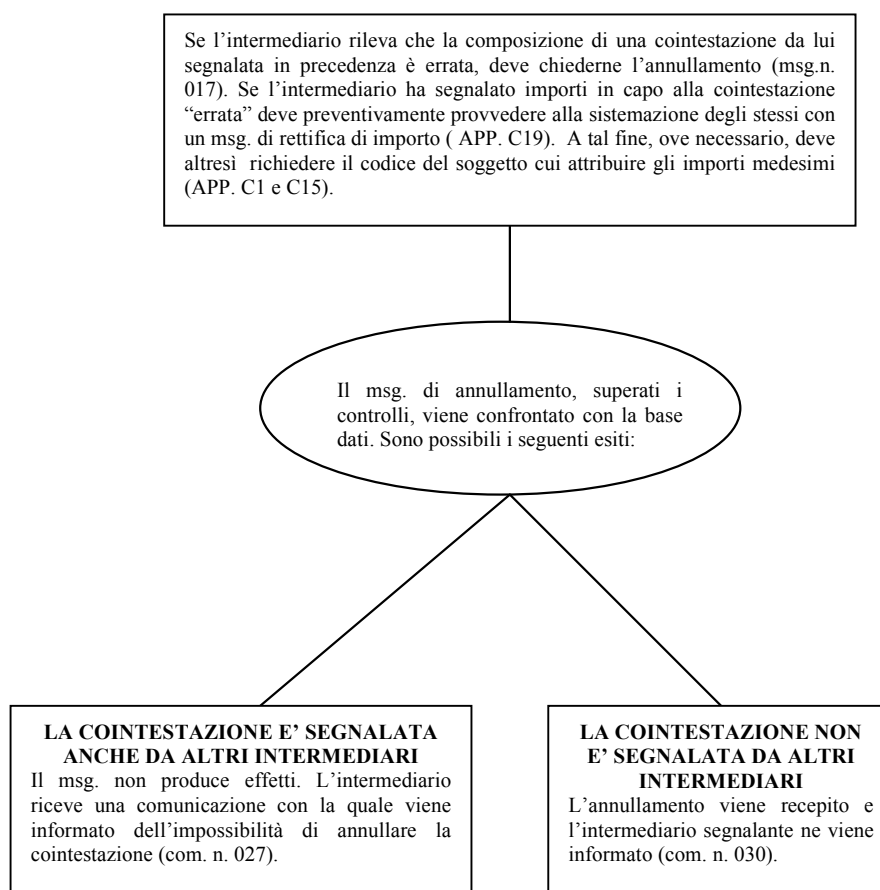 Se l’intermediario rileva che la composizione di una cointestazione da lui
segnalata in precedenza è errata, deve chiederne l’annullamento (msg.n.
017). Se l’intermediario ha segnalato importi in capo alla cointestazione
“errata” deve preventivamente provvedere alla sistemazione degli stessi con
un msg. di rettifica di importo ( APP. C19). A tal fine, ove necessario, deve
altresì richiedere il codice del soggetto cui attribuire gli importi medesimi
(APP. C1 e C15).
Il msg. di annullamento, superati i
controlli, viene confrontato con la base
dati. Sono possibili i seguenti esiti:
LA COINTESTAZIONE E’ SEGNALATA
ANCHE DA ALTRI INTERMEDIARI
Il msg. non produce effetti. L’intermediario
riceve una comunicazione con la quale viene
informato dell’impossibilità di annullare la
cointestazione (com. n. 027).
LA COINTESTAZIONE NON
E’ SEGNALATA DA ALTRI
INTERMEDIARI
L’annullamento viene recepito e
l’intermediario segnalante ne viene
informato (com. n. 030).